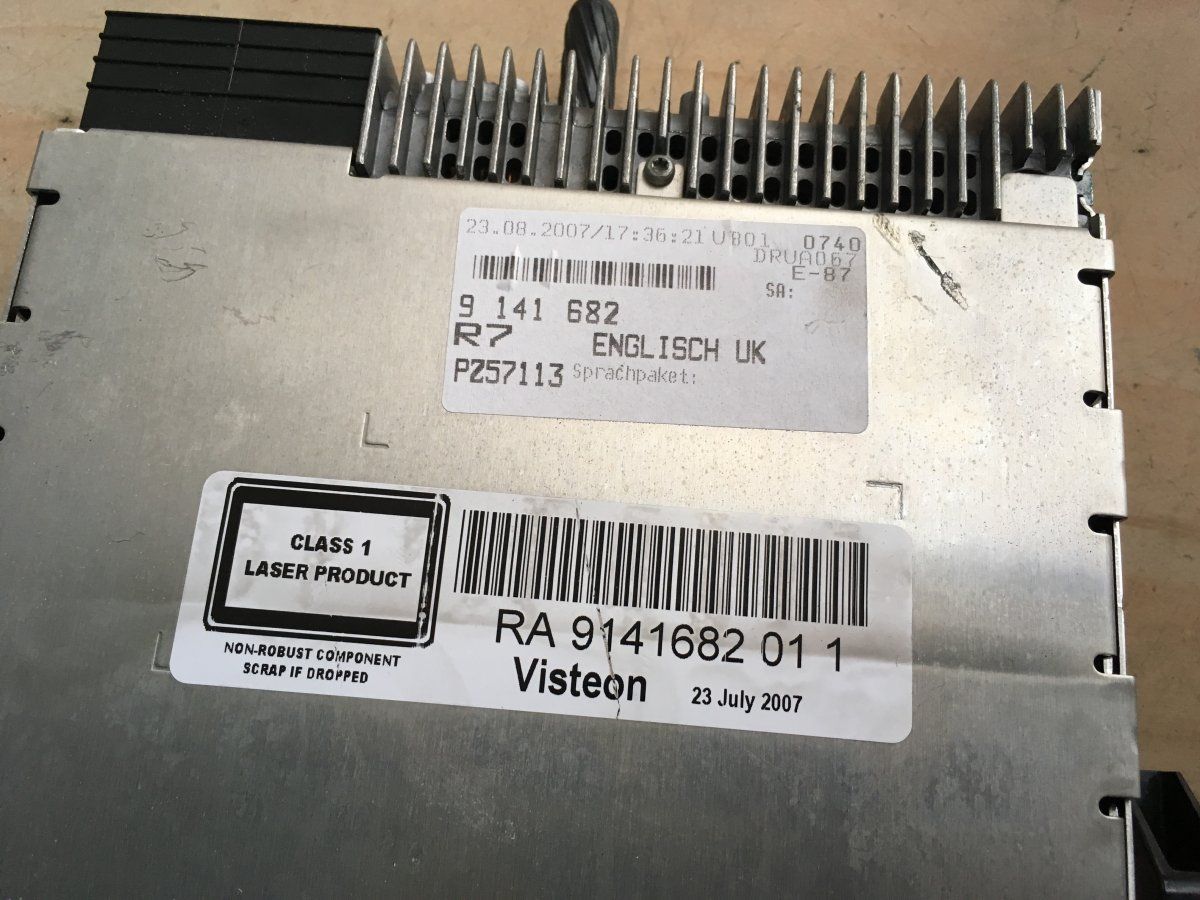 23.08.2007/17:36:21 UB01 0740
DRUA067
E-87
SA:
9 141 682
R7 ENGLISCH UK
PZ57113 Sprachpaket:
CLASS 1
LASER PRODUCT
NON-ROBUST COMPONENT
SCRAP IF DROPPED
RA 9141682 01 1
Visteon 23 July 2007